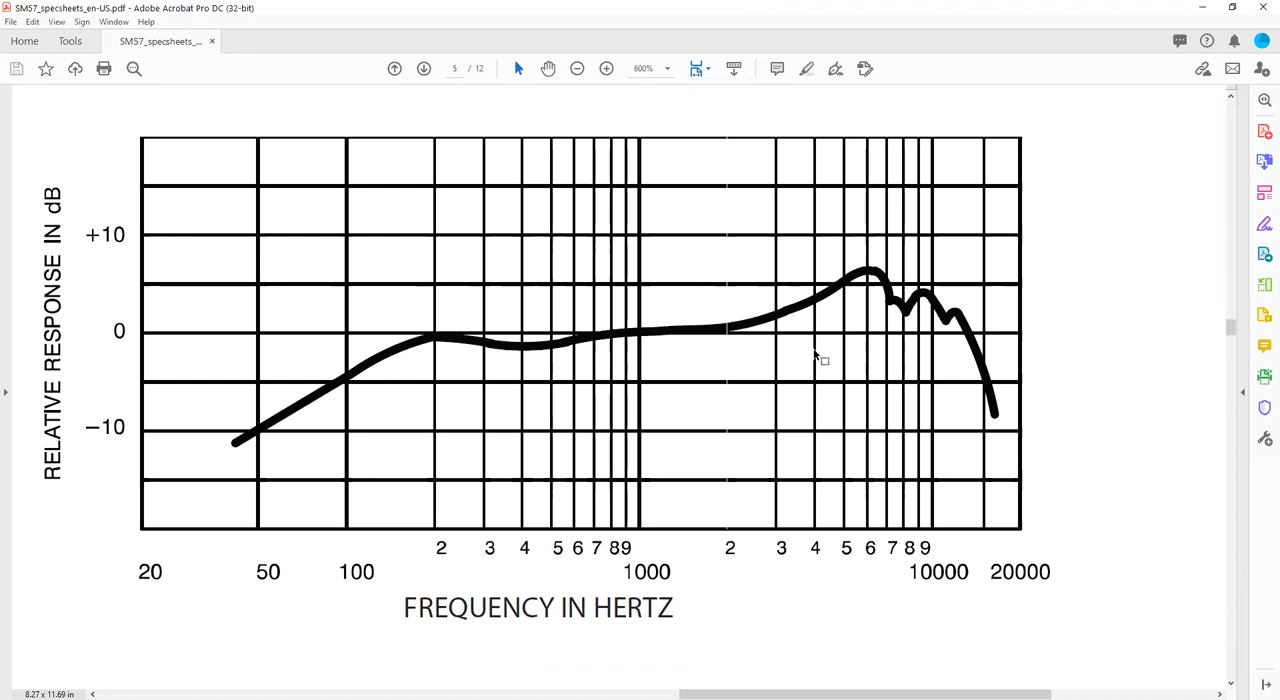 SM57_specsheets_en-US.pdf - Adobe Acrobat Pro DC (32-bit)
File Edit View Sign Window Help
Home Tools SM57_specsheets_... ×
5 / 12 600%
RELATIVE RESPONSE IN dB
+10
0
−10
2 3 4 5 6 7 8 9 2 3 4 5 6 7 8 9
20 50 100 1000 10000 20000
FREQUENCY IN HERTZ
8.27 x 11.69 in